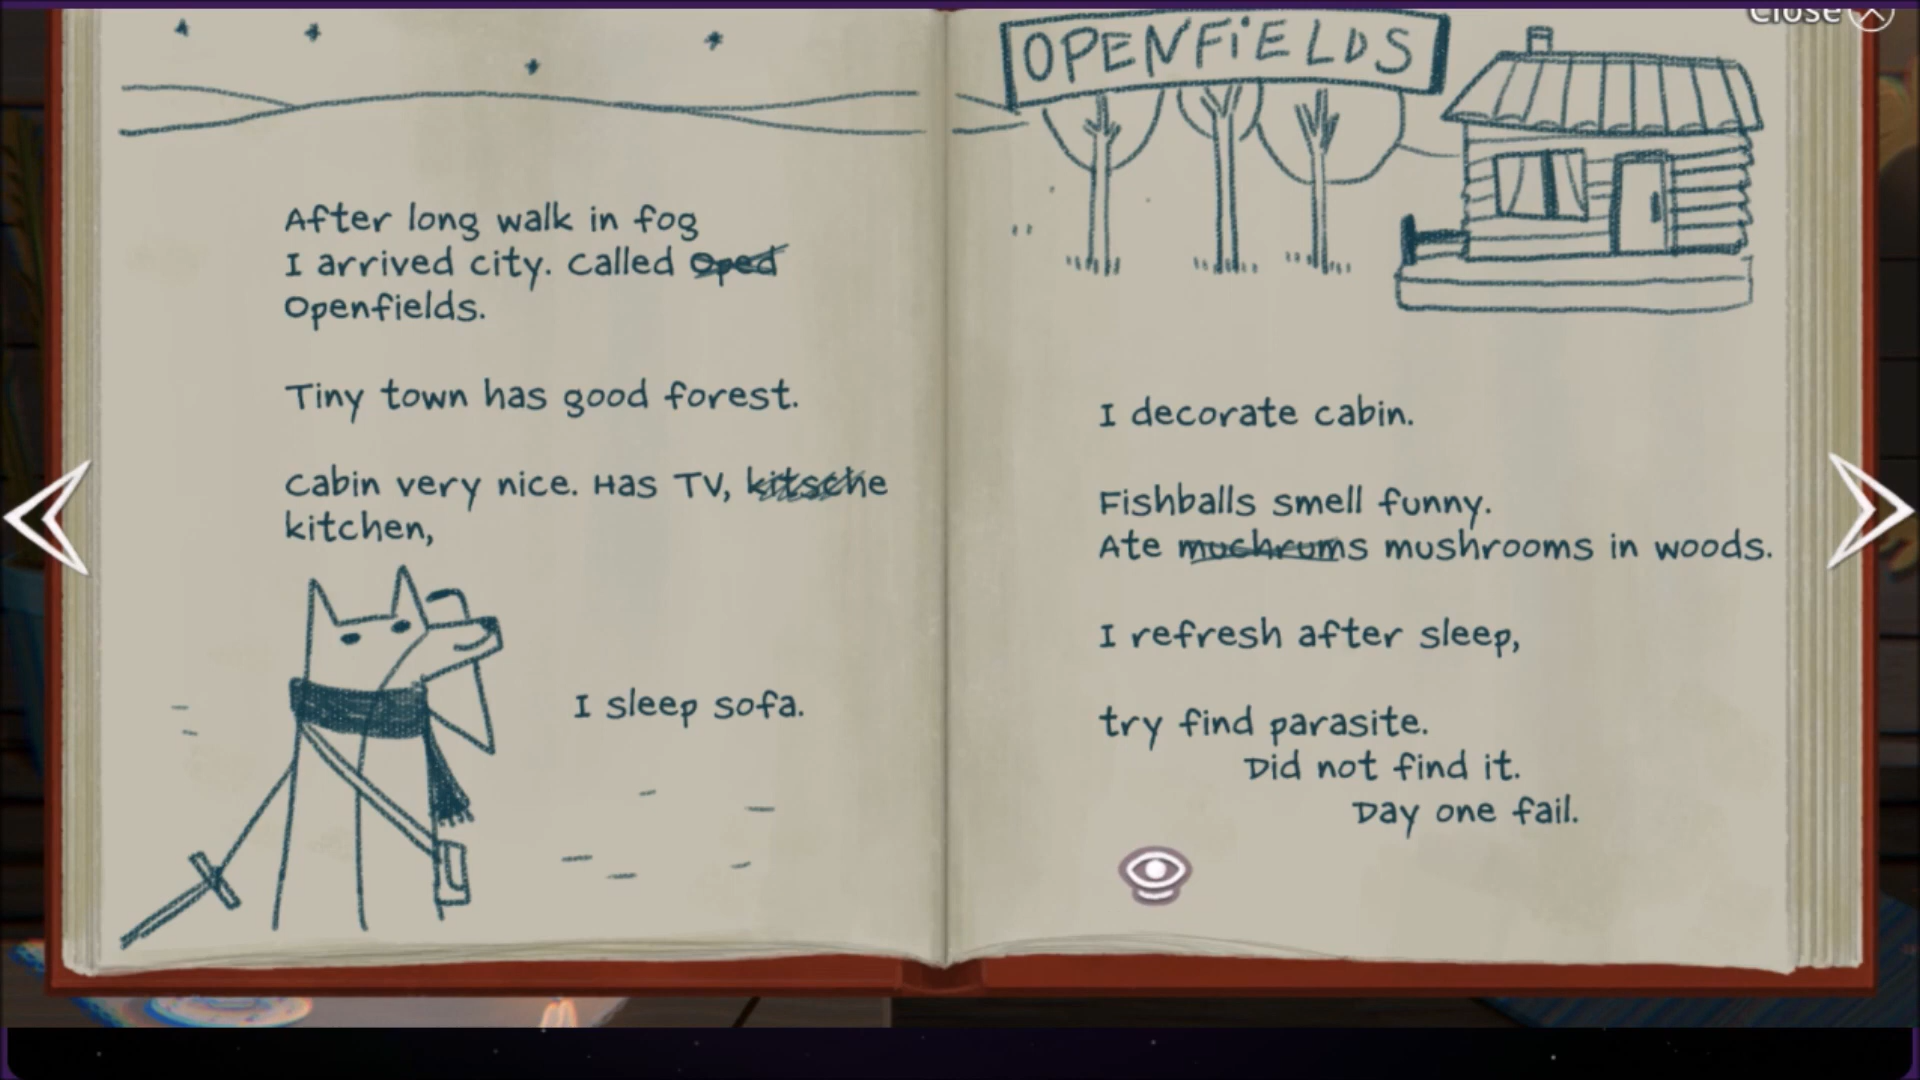 Close
OPENFiELDS
After long walk in fog
I arrived city. Called Oped
Openfields.
Tiny town has good forest.
Cabin very nice. Has TV, kitsche
kitchen,
I sleep sofa.
I decorate cabin.
Fishballs smell funny.
Ate muchrums mushrooms in woods.
I refresh after sleep,
try find parasite.
Did not find it.
Day one fail.